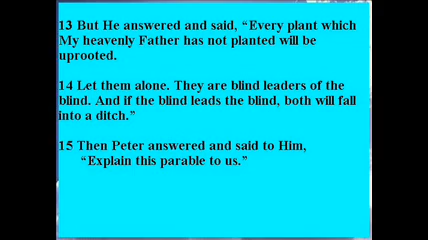 13 But He answered and said, “Every plant which
My heavenly Father has not planted will be
uprooted.
14 Let them alone. They are blind leaders of the
blind. And if the blind leads the blind, both will fall
into a ditch.”
15 Then Peter answered and said to Him,
“Explain this parable to us.”